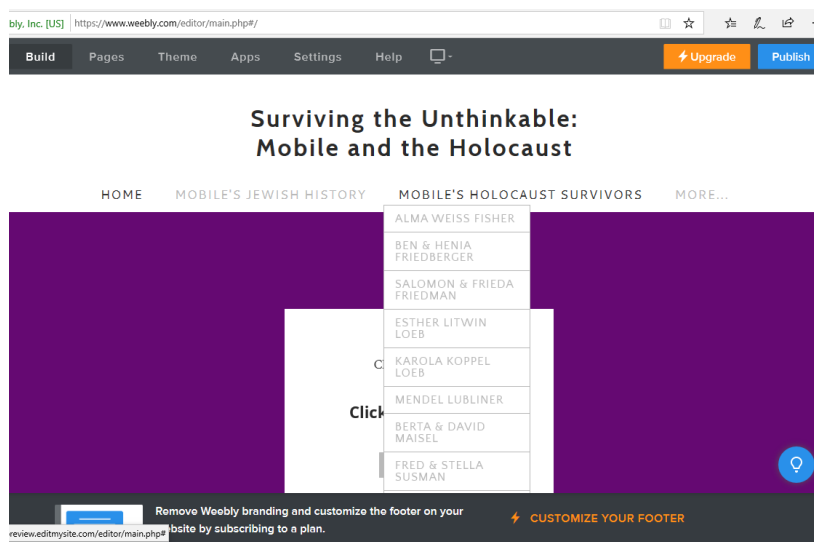 bly, Inc. [US] https://www.weebly.com/editor/main.php#/
Build Pages Theme Apps Settings Help Upgrade Publish
Surviving the Unthinkable:
Mobile and the Holocaust
HOME MOBILE'S JEWISH HISTORY MOBILE'S HOLOCAUST SURVIVORS MORE...
ALMA WEISS FISHER
BEN & HENIA
FRIEDBERGER
SALOMON & FRIEDA
FRIEDMAN
ESTHER LITWIN
LOEB
KAROLA KOPPEL
LOEB
Click
MENDEL LUBLINER
BERTA & DAVID
MAISEL
FRED & STELLA
SUSMAN
Remove Weebly branding and customize the footer on your
website by subscribing to a plan.
CUSTOMIZE YOUR FOOTER
review.editmysite.com/editor/main.php#